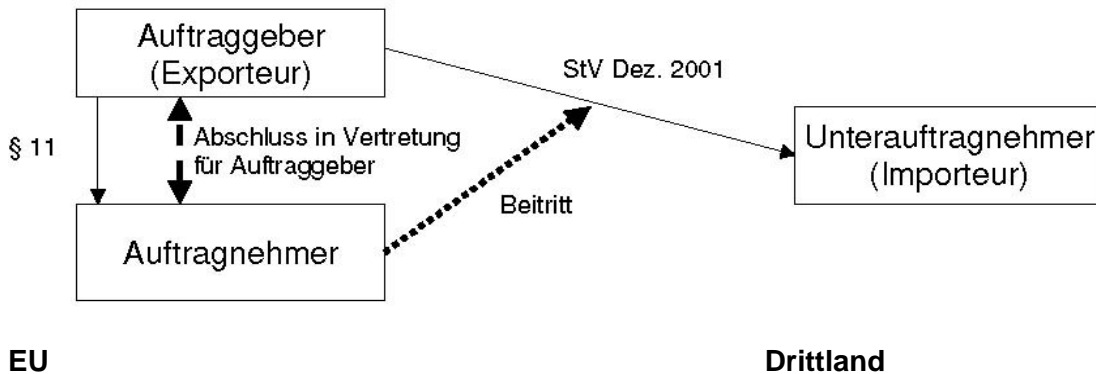 Auftraggeber
(Exporteur)
StV Dez. 2001
§ 11
Abschluss in Vertretung
für Auftraggeber
Unterauftragnehmer
(Importeur)
Beitritt
Auftragnehmer
EU
Drittland